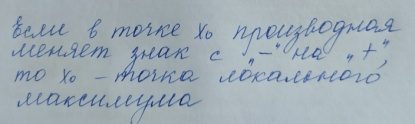 Если в точке x₀ производная
меняет знак с „−" на „+",
то x₀ – точка локального
максимума